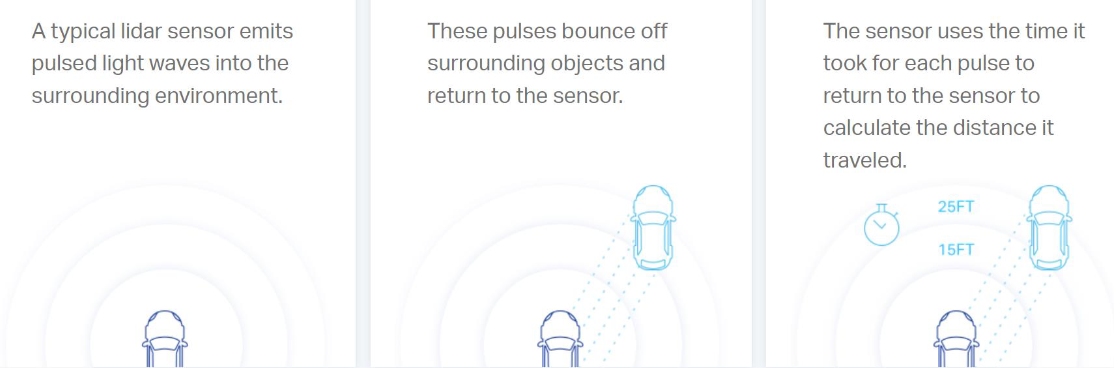 A typical lidar sensor emits
pulsed light waves into the
surrounding environment.
These pulses bounce off
surrounding objects and
return to the sensor.
The sensor uses the time it
took for each pulse to
return to the sensor to
calculate the distance it
traveled.
25FT
15FT